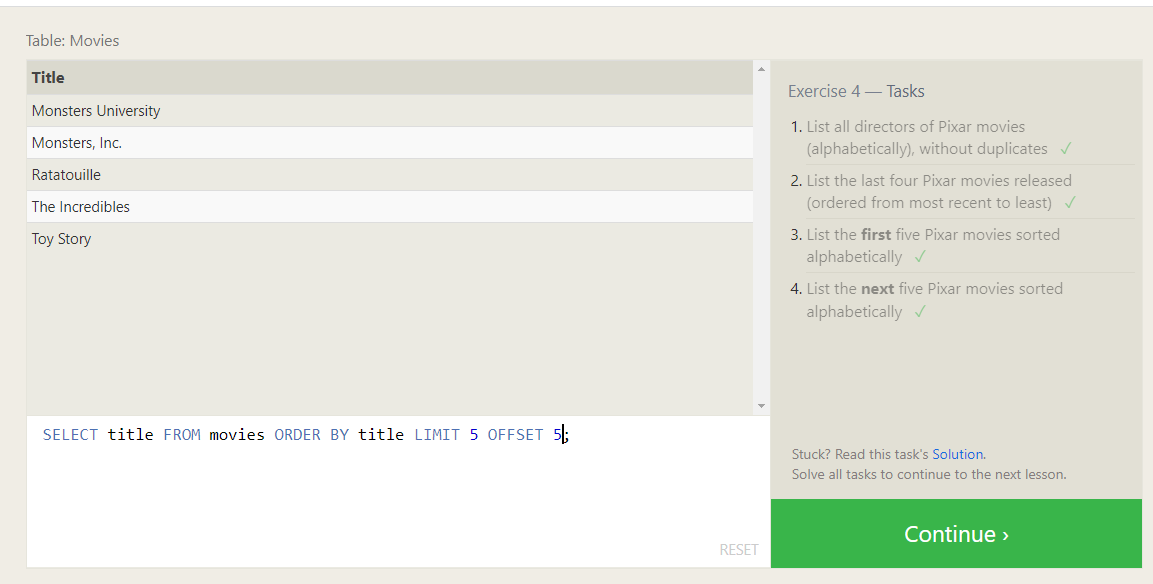 Table: Movies
Title
Monsters University
Monsters, Inc.
Ratatouille
The Incredibles
Toy Story
SELECT title FROM movies ORDER BY title LIMIT 5 OFFSET 5;
RESET
Exercise 4 — Tasks
1. List all directors of Pixar movies
(alphabetically), without duplicates ✓
2. List the last four Pixar movies released
(ordered from most recent to least) ✓
3. List the first five Pixar movies sorted
alphabetically ✓
4. List the next five Pixar movies sorted
alphabetically ✓
Stuck? Read this task's Solution.
Solve all tasks to continue to the next lesson.
Continue ›